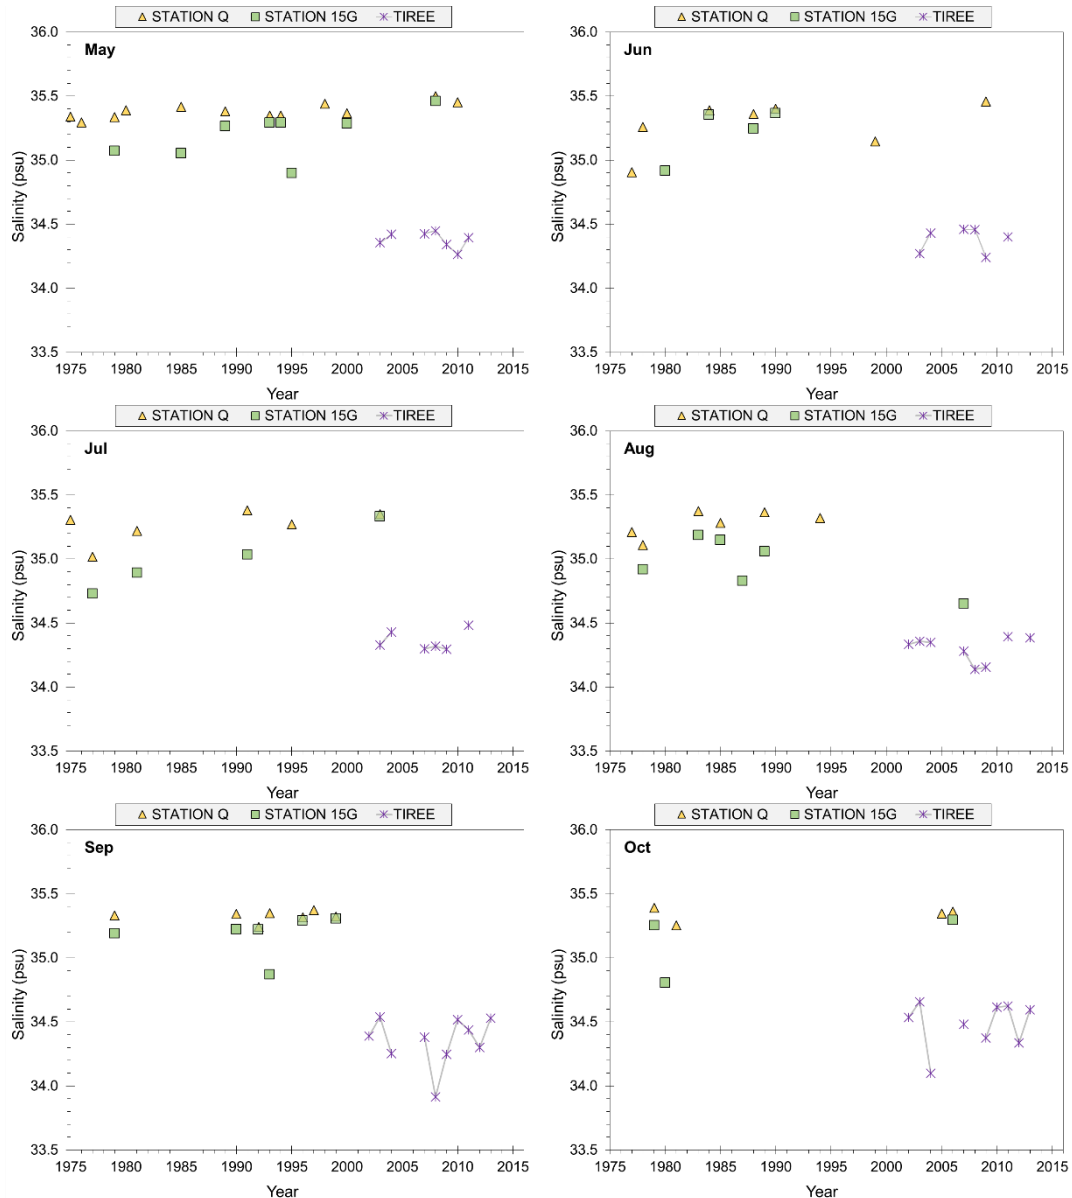 STATION Q STATION 15G TIREE
STATION Q STATION 15G TIREE
May
36.0
35.5
35.0
34.5
34.0
33.5
Salinity (psu)
1975 1980 1985 1990 1995 2000 2005 2010 2015
Year
Jun
36.0
35.5
35.0
34.5
34.0
33.5
Salinity (psu)
1975 1980 1985 1990 1995 2000 2005 2010 2015
Year
STATION Q STATION 15G TIREE
STATION Q STATION 15G TIREE
Jul
36.0
35.5
35.0
34.5
34.0
33.5
Salinity (psu)
1975 1980 1985 1990 1995 2000 2005 2010 2015
Year
Aug
36.0
35.5
35.0
34.5
34.0
33.5
Salinity (psu)
1975 1980 1985 1990 1995 2000 2005 2010 2015
Year
STATION Q STATION 15G TIREE
STATION Q STATION 15G TIREE
Sep
36.0
35.5
35.0
34.5
34.0
33.5
Salinity (psu)
1975 1980 1985 1990 1995 2000 2005 2010 2015
Year
Oct
36.0
35.5
35.0
34.5
34.0
33.5
Salinity (psu)
1975 1980 1985 1990 1995 2000 2005 2010 2015
Year